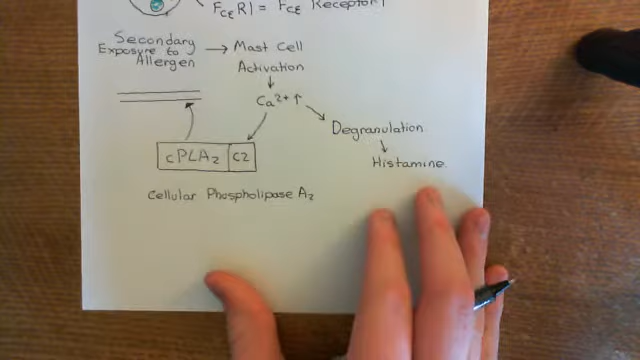 FcεRI = Fcε Receptor I
Secondary
Exposure to
Allergen → Mast Cell
Activation
Ca2+ ↑
Degranulation
cPLA2 C2
Histamine
Cellular Phospholipase A2